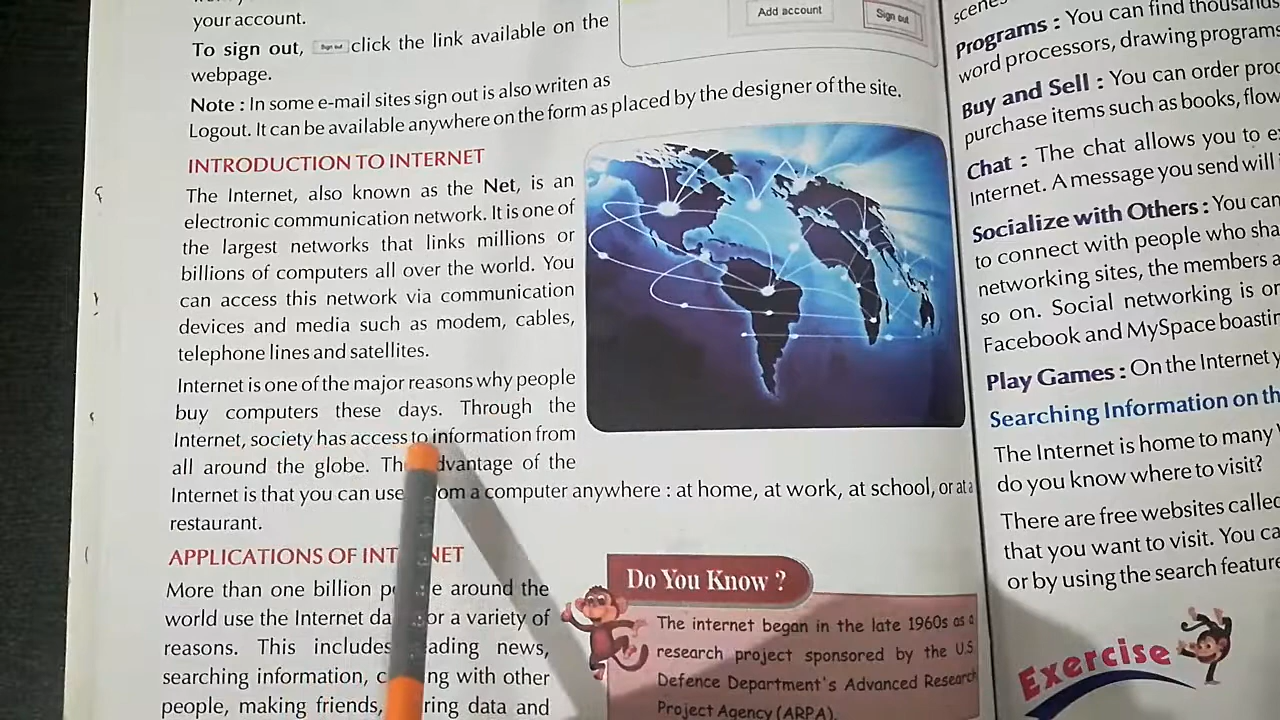 your account.
To sign out, Sign out click the link available on the
webpage.
Note : In some e-mail sites sign out is also writen as
Logout. It can be available anywhere on the form as placed by the designer of the site.
Add account
Sign out
INTRODUCTION TO INTERNET
The Internet, also known as the Net, is an
electronic communication network. It is one of
the largest networks that links millions or
billions of computers all over the world. You
can access this network via communication
devices and media such as modem, cables,
telephone lines and satellites.
Internet is one of the major reasons why people
buy computers these days. Through the
Internet, society has access to information from
all around the globe. The dvantage of the
Internet is that you can use om a computer anywhere : at home, at work, at school, or at a
restaurant.
APPLICATIONS OF INT NET
More than one billion p e around the
world use the Internet da or a variety of
reasons. This includes ading news,
searching information, c ng with other
people, making friends, ring data and
Do You Know ?
The internet began in the late 1960s as a
research project sponsored by the U.S.
Defence Department's Advanced Research
Project Agency (ARPA).
scenes
Programs : You can find thousands
word processors, drawing programs
Buy and Sell : You can order proc
purchase items such as books, flow
Chat : The chat allows you to e
Internet. A message you send will
Socialize with Others : You can
to connect with people who sha
networking sites, the members a
so on. Social networking is or
Facebook and MySpace boastin
Play Games : On the Internet y
Searching Information on th
The Internet is home to many
do you know where to visit?
There are free websites called
that you want to visit. You ca
or by using the search feature
Exercise